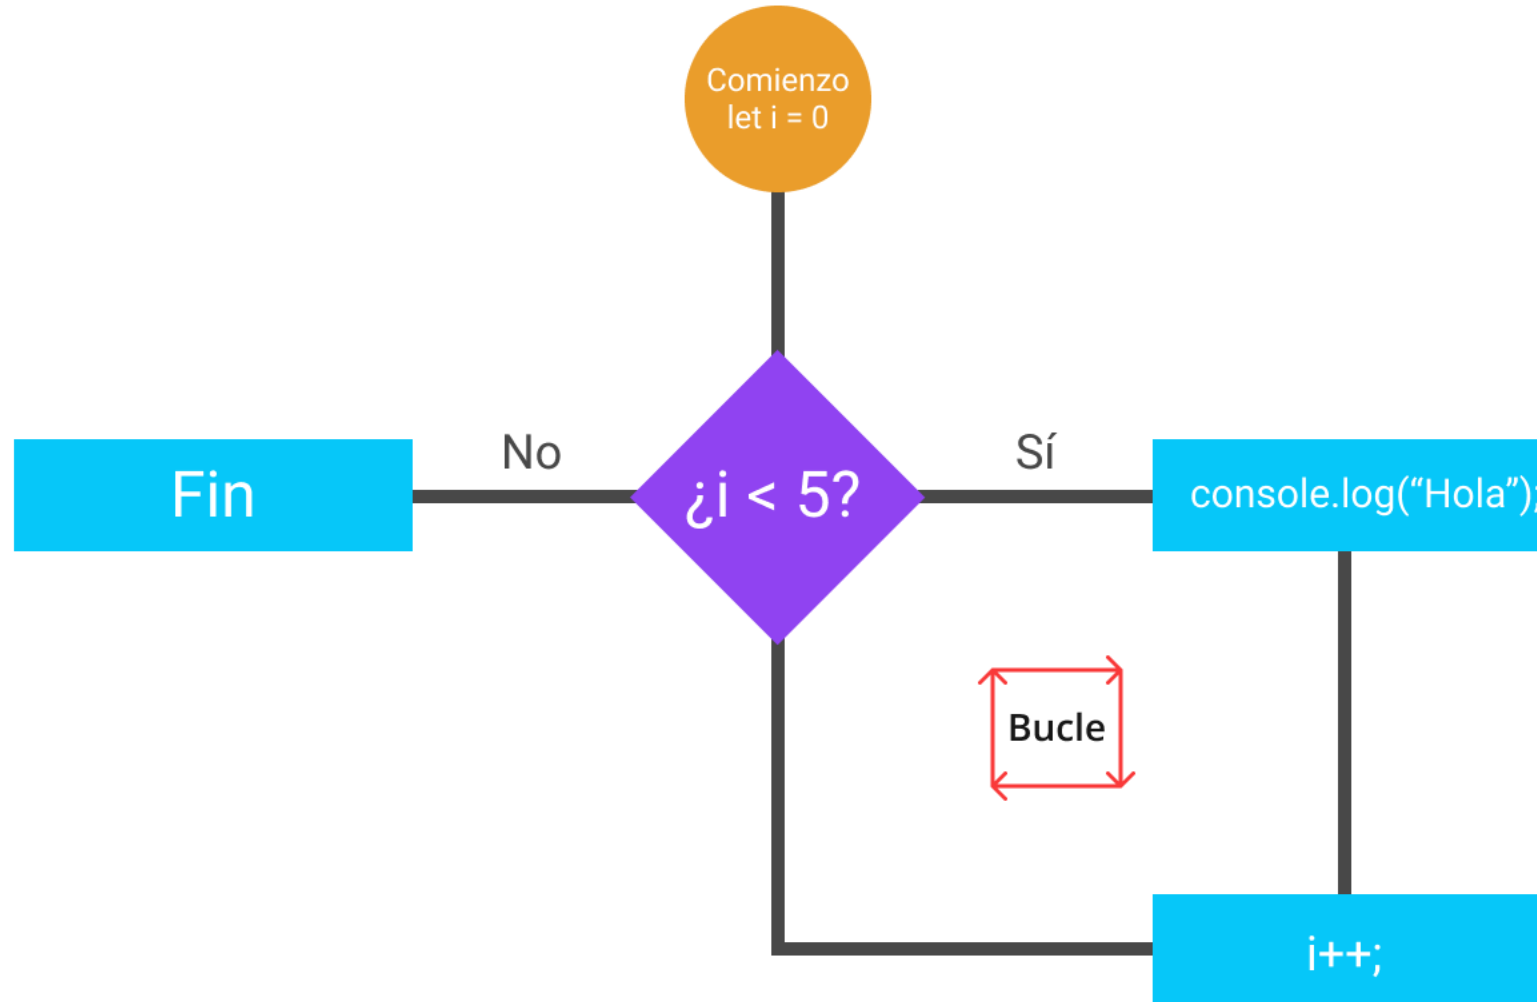 Comienzo
let i = 0
No
Sí
Fin
¿i < 5?
console.log(“Hola”);
Bucle
i++;